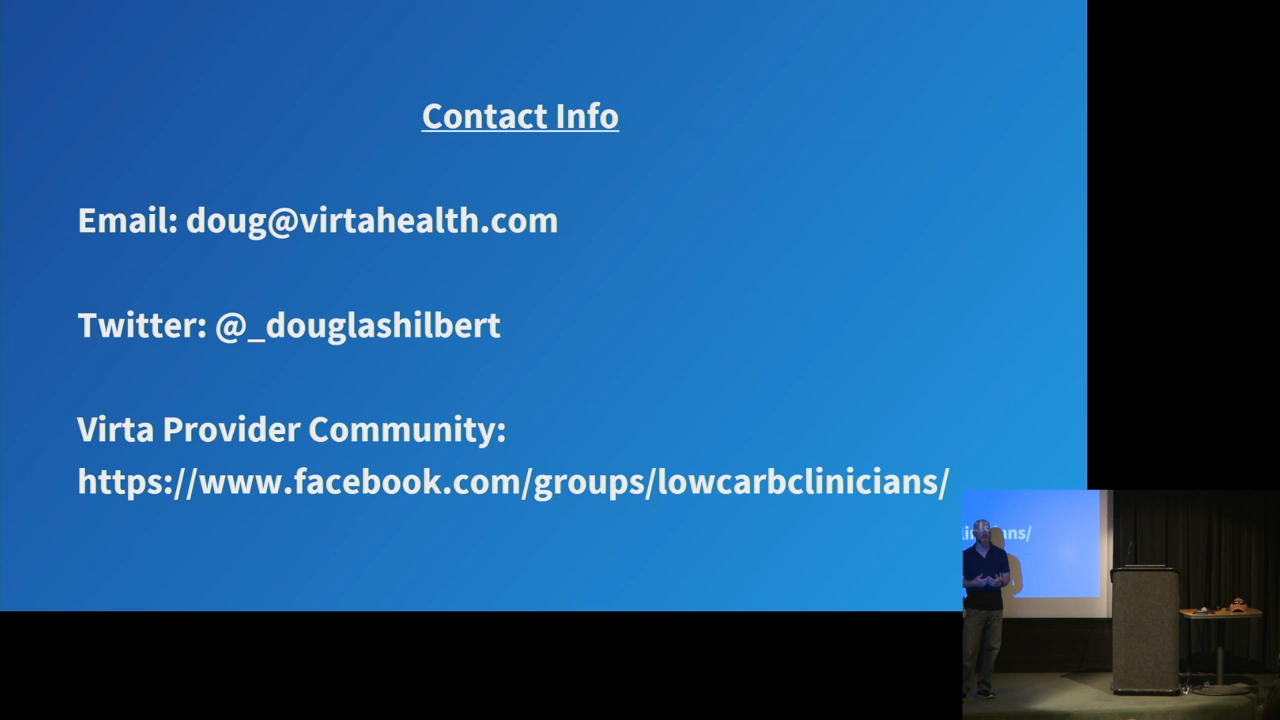 Contact Info
Email: doug@virtahealth.com
Twitter: @_douglashilbert
Virta Provider Community:
https://www.facebook.com/groups/lowcarbclinicians/